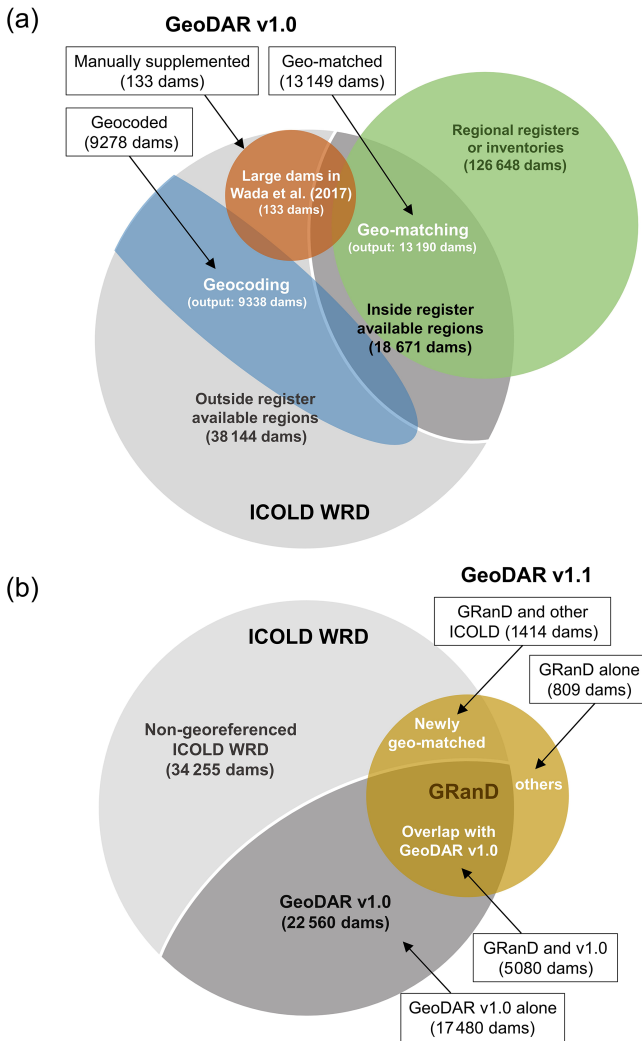 (a)
GeoDAR v1.0
Manually supplemented
(133 dams)
Geo-matched
(13 149 dams)
Geocoded
(9278 dams)
Regional registers
or inventories
(126 648 dams)
Large dams in
Wada et al. (2017)
(133 dams)
Geo-matching
(output: 13 190 dams)
Geocoding
(output: 9338 dams)
Inside register
available regions
(18 671 dams)
Outside register
available regions
(38 144 dams)
ICOLD WRD
(b)
GeoDAR v1.1
ICOLD WRD
GRanD and other
ICOLD (1414 dams)
GRanD alone
(809 dams)
Non-georeferenced
ICOLD WRD
(34 255 dams)
Newly
geo-matched
others
GRanD
Overlap with
GeoDAR v1.0
GeoDAR v1.0
(22 560 dams)
GRanD and v1.0
(5080 dams)
GeoDAR v1.0 alone
(17 480 dams)